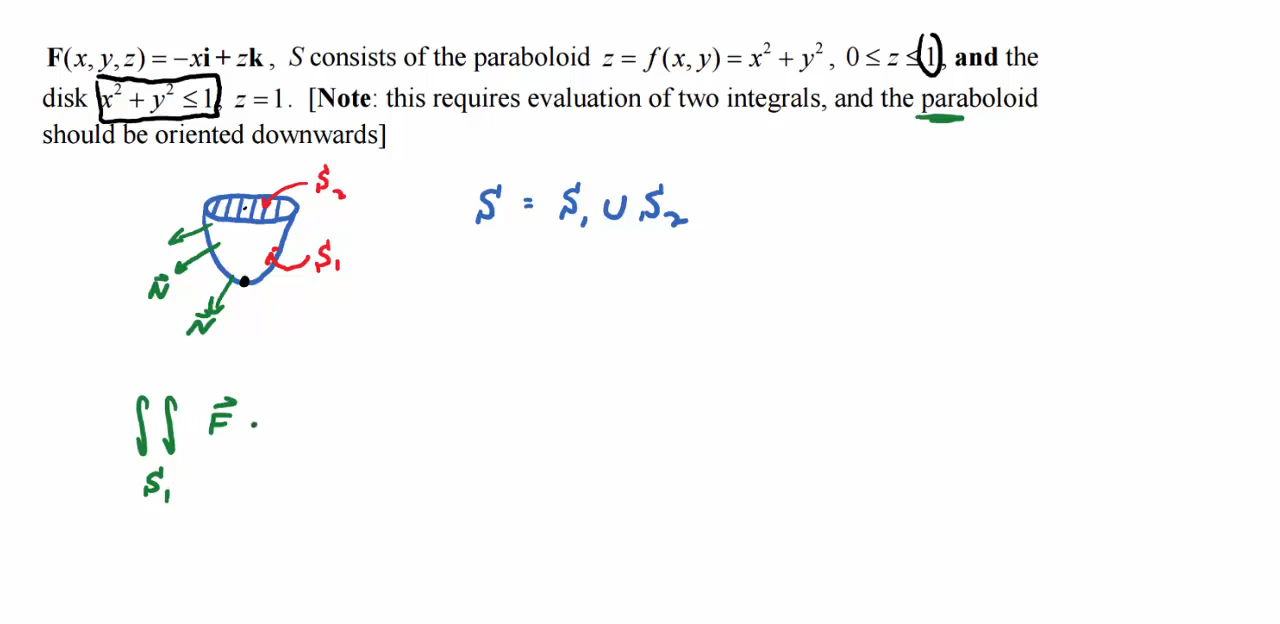 F(x, y, z) = −xi + zk, S consists of the paraboloid z = f(x, y) = x² + y², 0 ≤ z ≤ 1, and the
disk x² + y² ≤ 1, z = 1. [Note: this requires evaluation of two integrals, and the paraboloid
should be oriented downwards]
S₂
S = S₁ ∪ S₂
S₁
N⃗
N⃗
∬ F⃗ ·
S₁